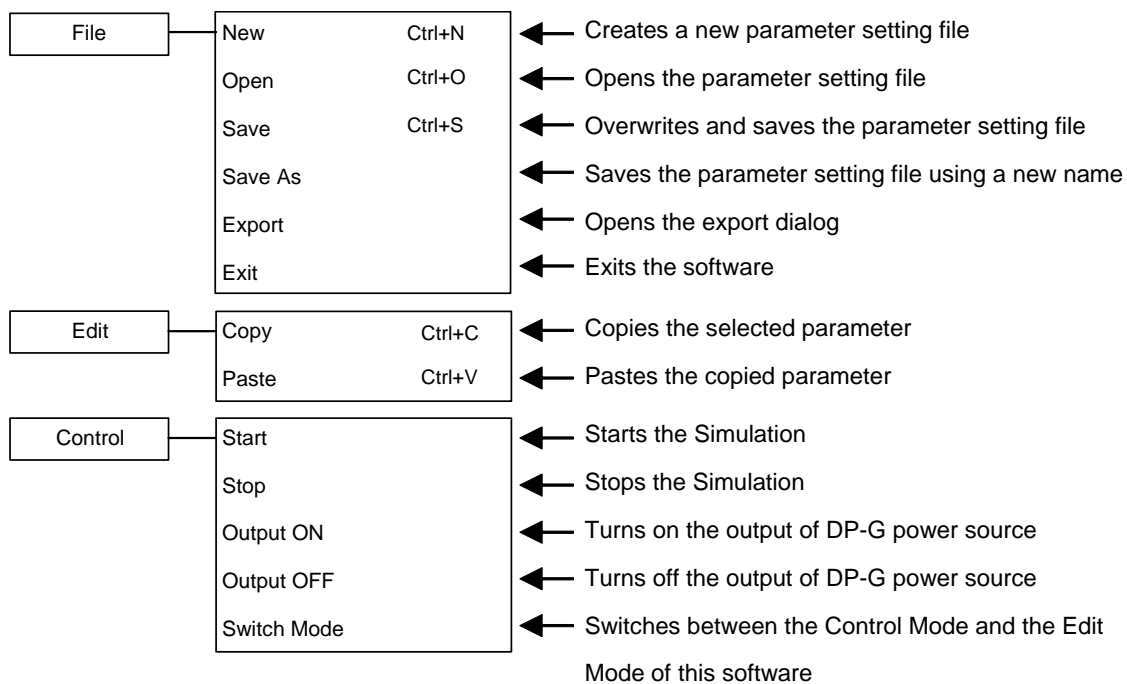 File
New Ctrl+N Creates a new parameter setting file
Open Ctrl+O Opens the parameter setting file
Save Ctrl+S Overwrites and saves the parameter setting file
Save As Saves the parameter setting file using a new name
Export Opens the export dialog
Exit Exits the software
Edit
Copy Ctrl+C Copies the selected parameter
Paste Ctrl+V Pastes the copied parameter
Control
Start Starts the Simulation
Stop Stops the Simulation
Output ON Turns on the output of DP-G power source
Output OFF Turns off the output of DP-G power source
Switch Mode Switches between the Control Mode and the Edit
Mode of this software